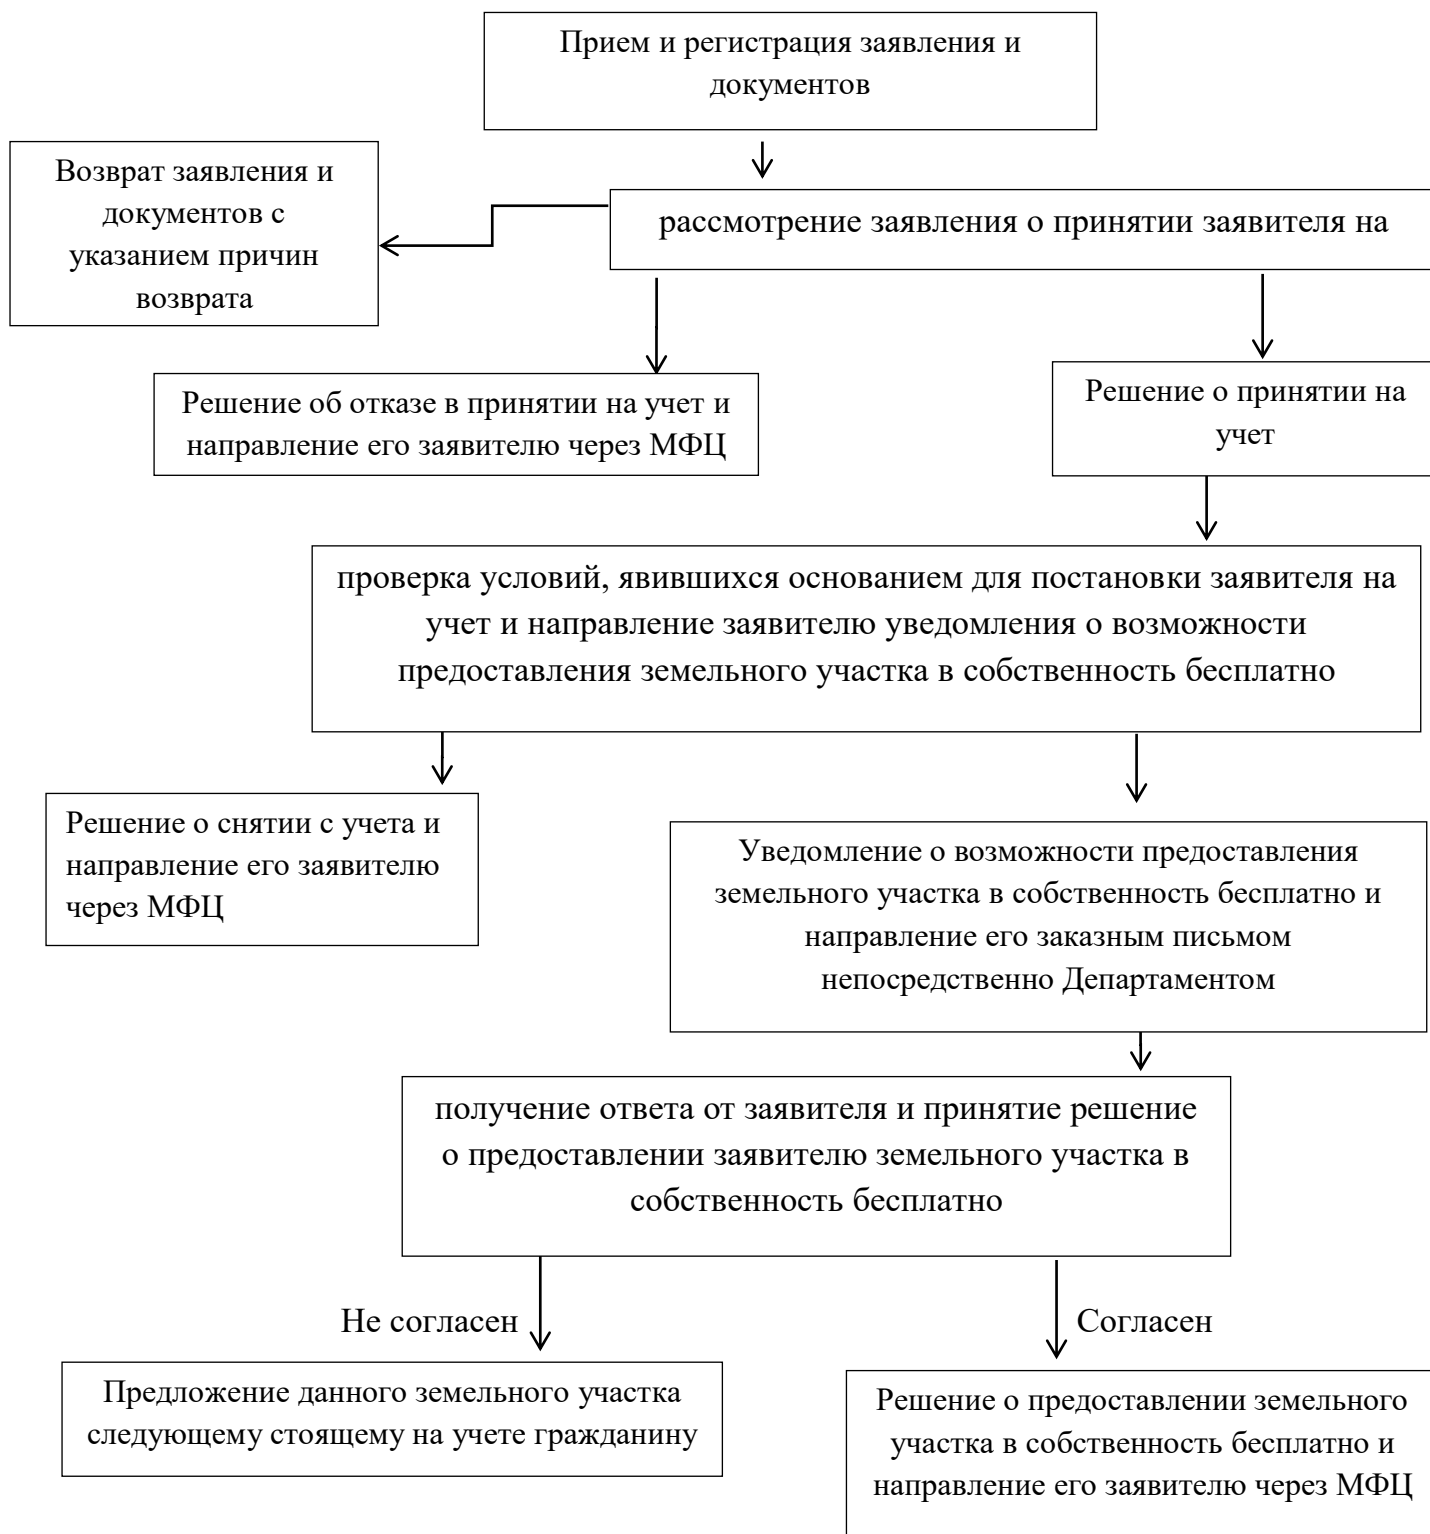 Прием и регистрация заявления и
документов
Возврат заявления и
документов с
указанием причин
возврата
рассмотрение заявления о принятии заявителя на
Решение об отказе в принятии на учет и
направление его заявителю через МФЦ
Решение о принятии на
учет
проверка условий, явившихся основанием для постановки заявителя на
учет и направление заявителю уведомления о возможности
предоставления земельного участка в собственность бесплатно
Решение о снятии с учета и
направление его заявителю
через МФЦ
Уведомление о возможности предоставления
земельного участка в собственность бесплатно и
направление его заказным письмом
непосредственно Департаментом
получение ответа от заявителя и принятие решение
о предоставлении заявителю земельного участка в
собственность бесплатно
Не согласен
Согласен
Предложение данного земельного участка
следующему стоящему на учете гражданину
Решение о предоставлении земельного
участка в собственность бесплатно и
направление его заявителю через МФЦ